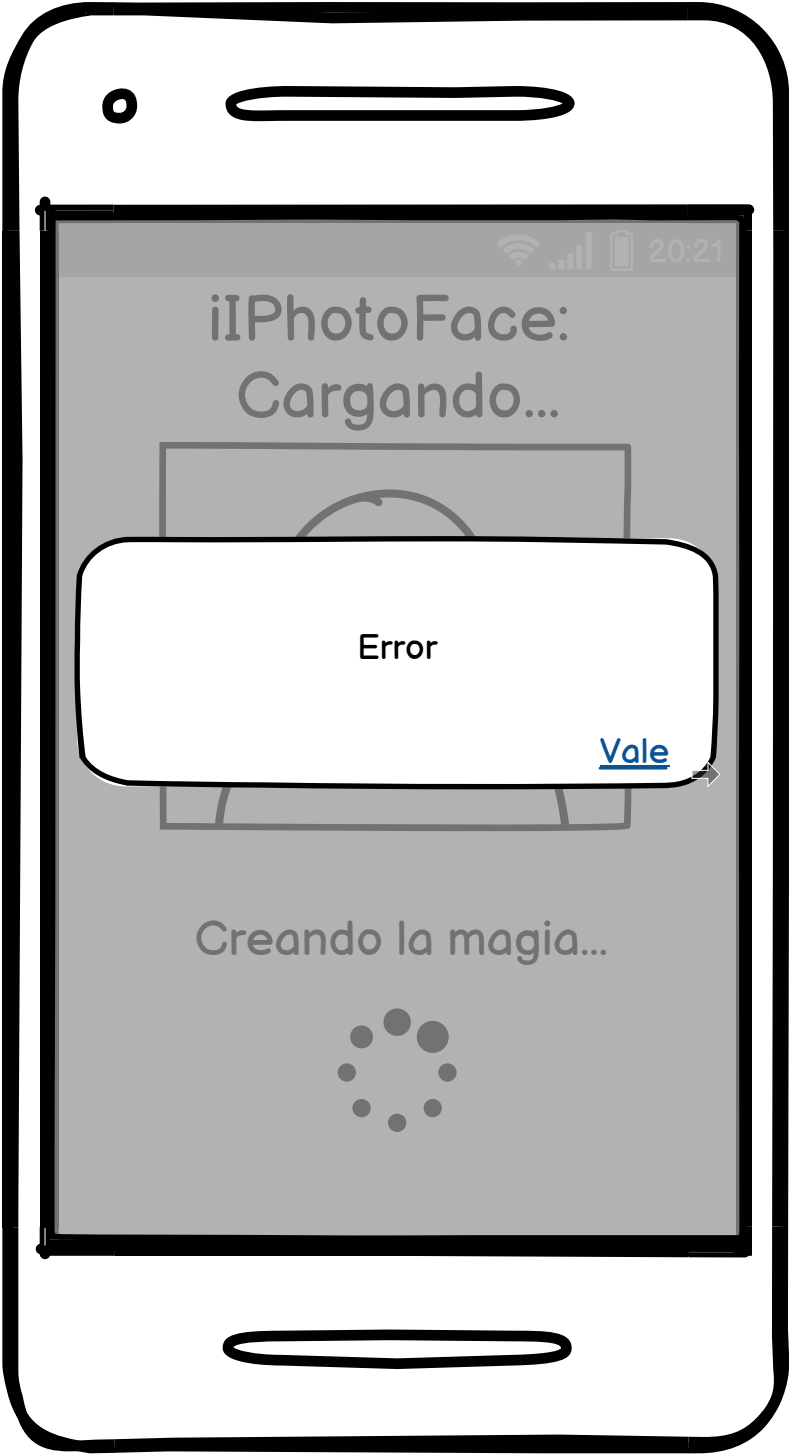 20:21
iIPhotoFace:
Cargando...
Error
Vale
Creando la magia...